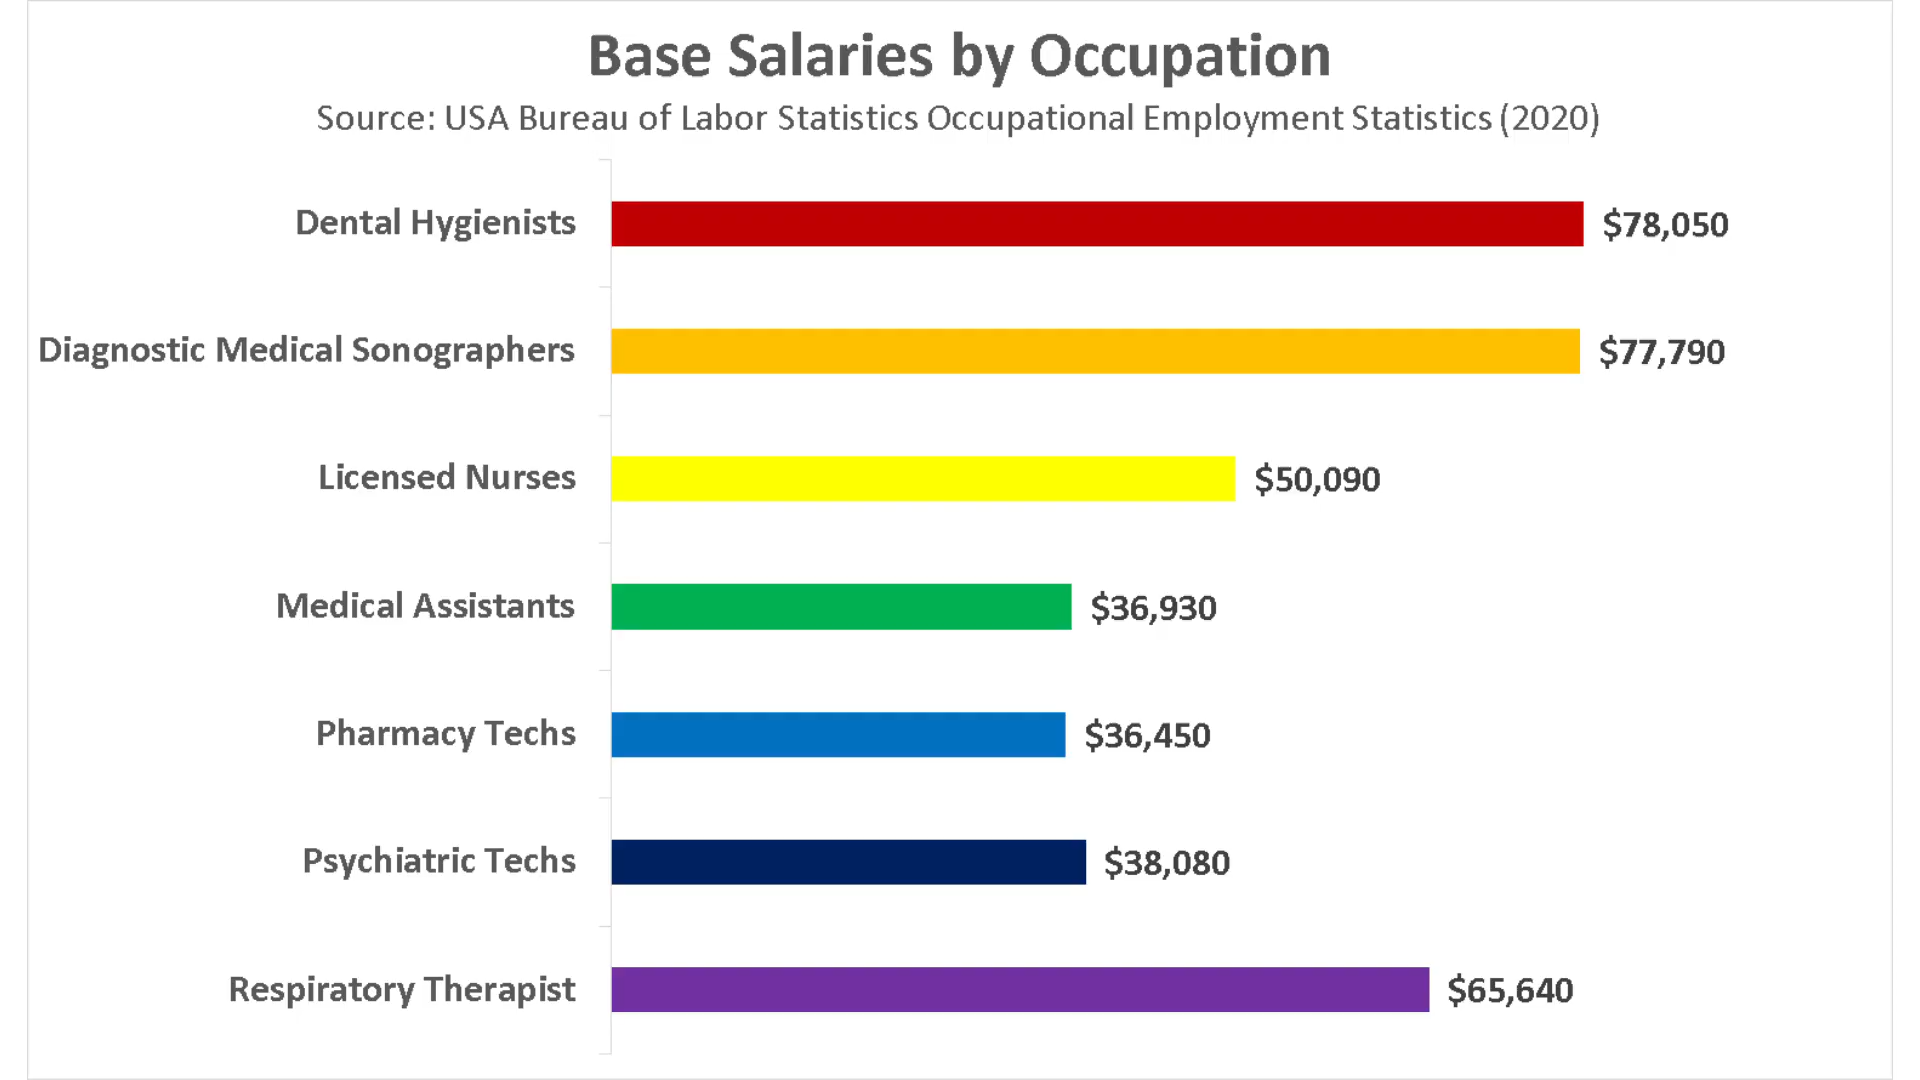 Base Salaries by Occupation
Source: USA Bureau of Labor Statistics Occupational Employment Statistics (2020)
Dental Hygienists $78,050
Diagnostic Medical Sonographers $77,790
Licensed Nurses $50,090
Medical Assistants $36,930
Pharmacy Techs $36,450
Psychiatric Techs $38,080
Respiratory Therapist $65,640